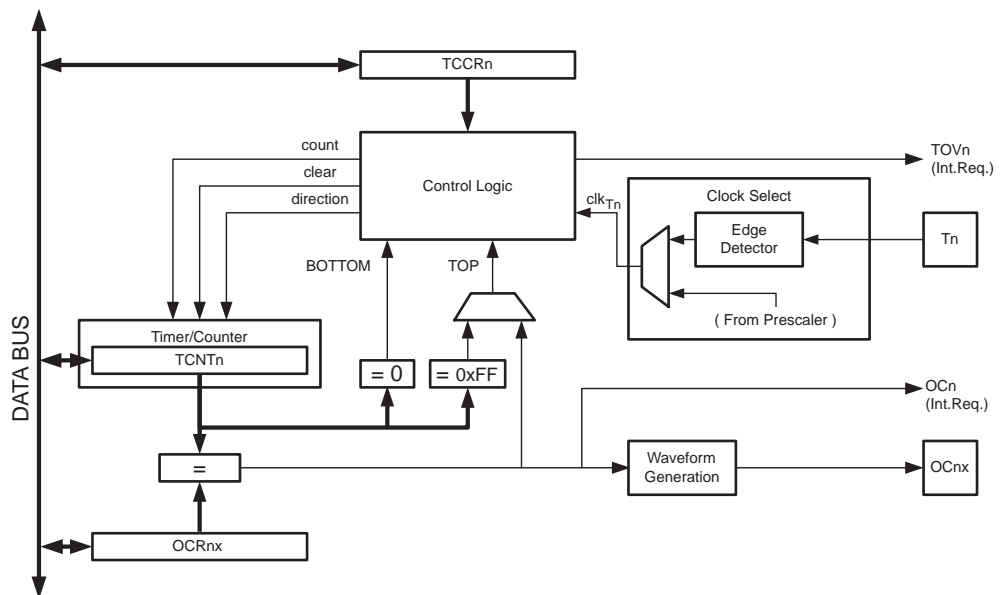 TCCRn
count
clear
direction
Control Logic
TOVn
(Int.Req.)
clkTn
Clock Select
Edge
Detector
Tn
( From Prescaler )
BOTTOM
TOP
DATA BUS
Timer/Counter
TCNTn
= 0
= 0xFF
OCn
(Int.Req.)
=
Waveform
Generation
OCnx
OCRnx